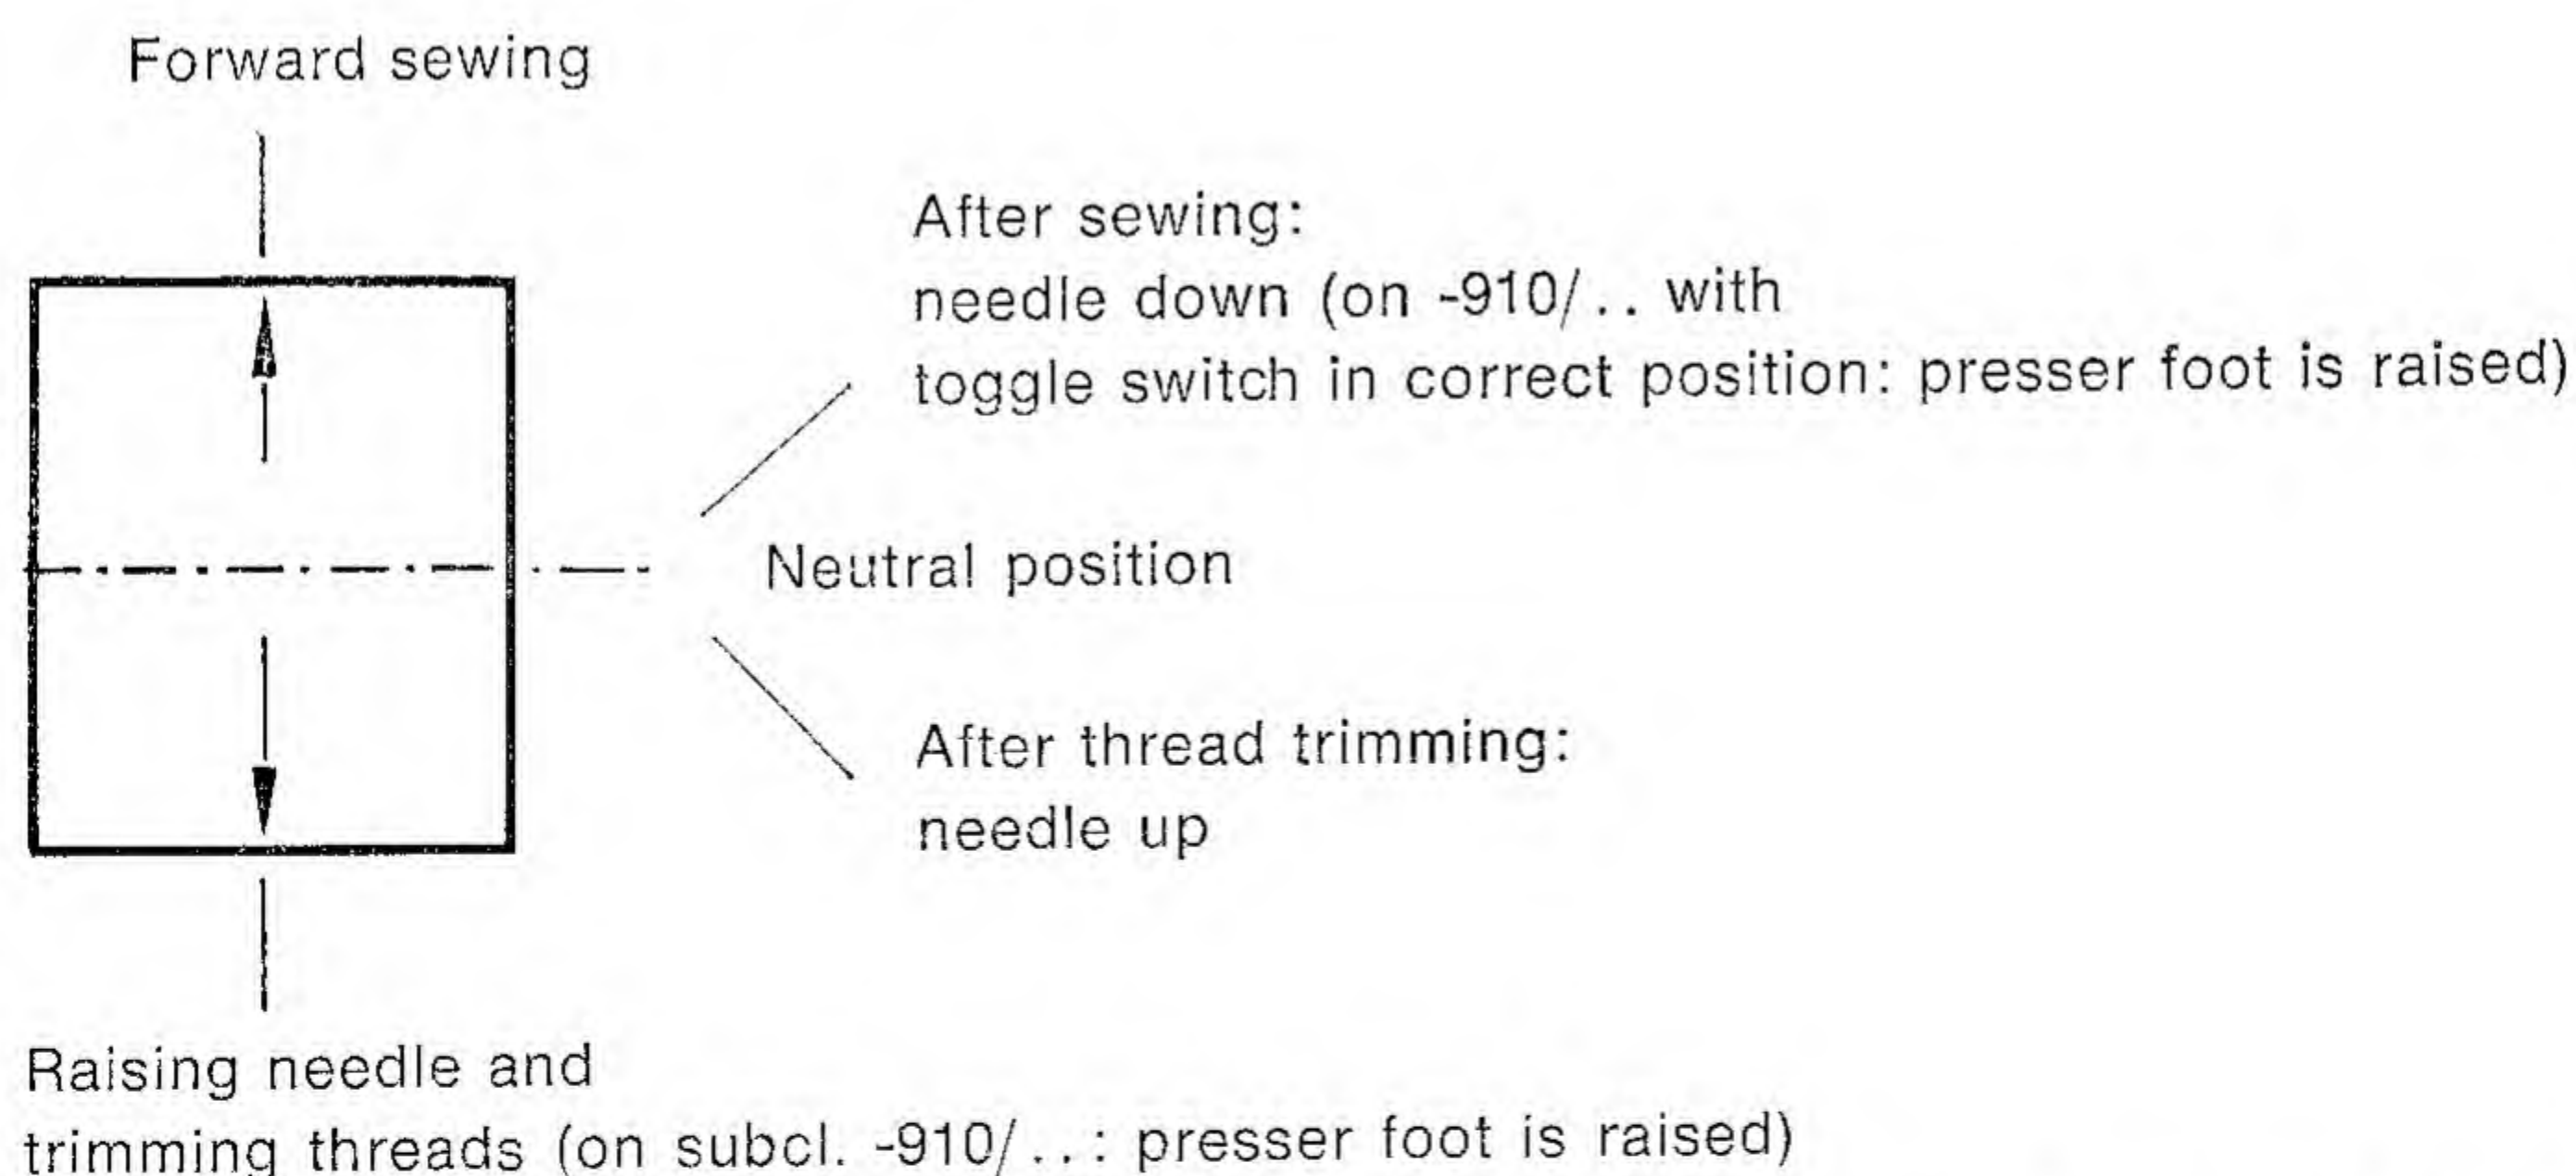 Forward sewing
After sewing:
needle down (on -910/.. with
toggle switch in correct position: presser foot is raised)
Neutral position
After thread trimming:
needle up
Raising needle and
trimming threads (on subcl. -910/..: presser foot is raised)